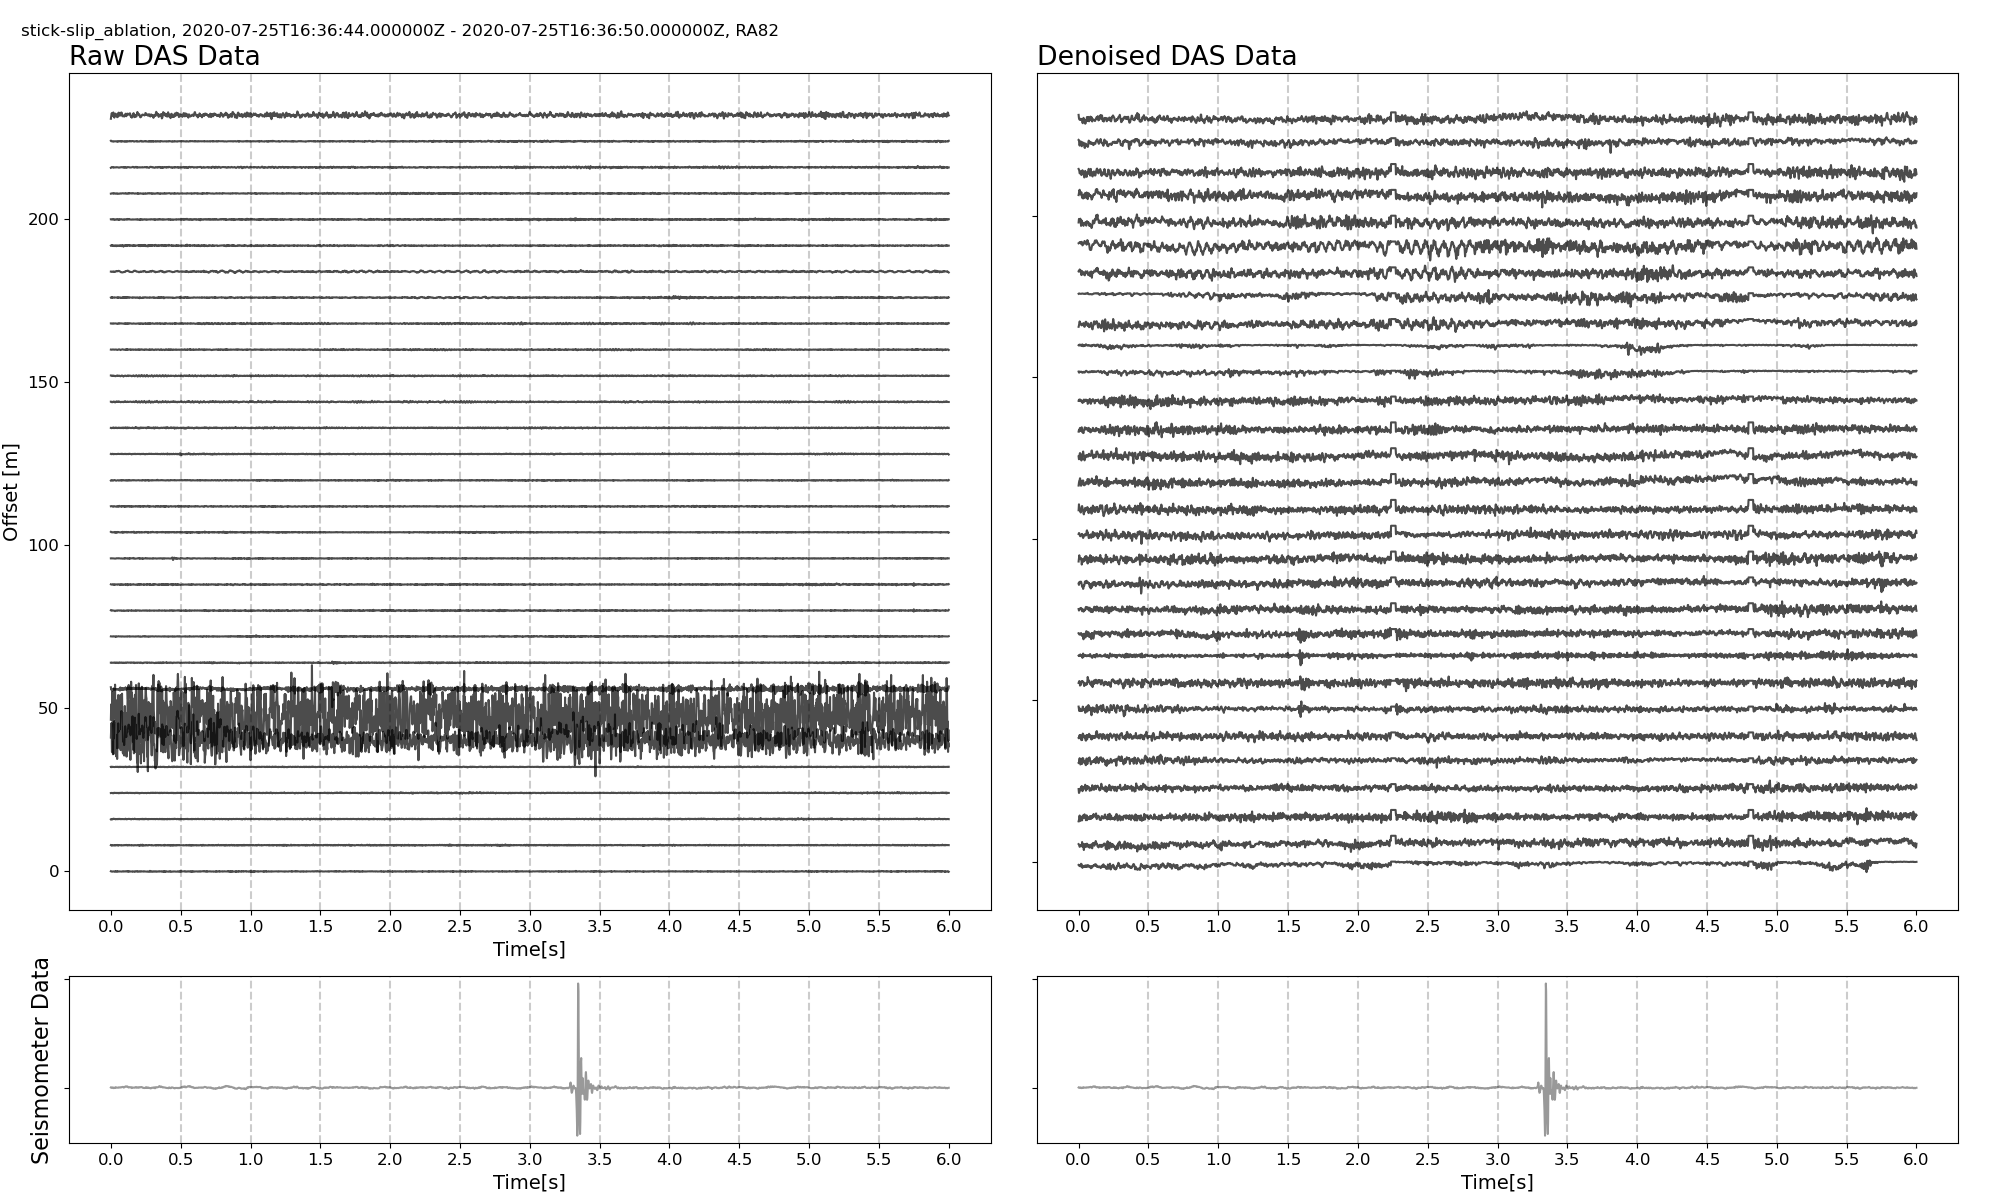 stick-slip_ablation, 2020-07-25T16:36:44.000000Z - 2020-07-25T16:36:50.000000Z, RA82
Raw DAS Data
Denoised DAS Data
Offset [m]
200
150
100
50
0
0.0 0.5 1.0 1.5 2.0 2.5 3.0 3.5 4.0 4.5 5.0 5.5 6.0
Time[s]
0.0 0.5 1.0 1.5 2.0 2.5 3.0 3.5 4.0 4.5 5.0 5.5 6.0
Seismometer Data
0.0 0.5 1.0 1.5 2.0 2.5 3.0 3.5 4.0 4.5 5.0 5.5 6.0
Time[s]
0.0 0.5 1.0 1.5 2.0 2.5 3.0 3.5 4.0 4.5 5.0 5.5 6.0
Time[s]